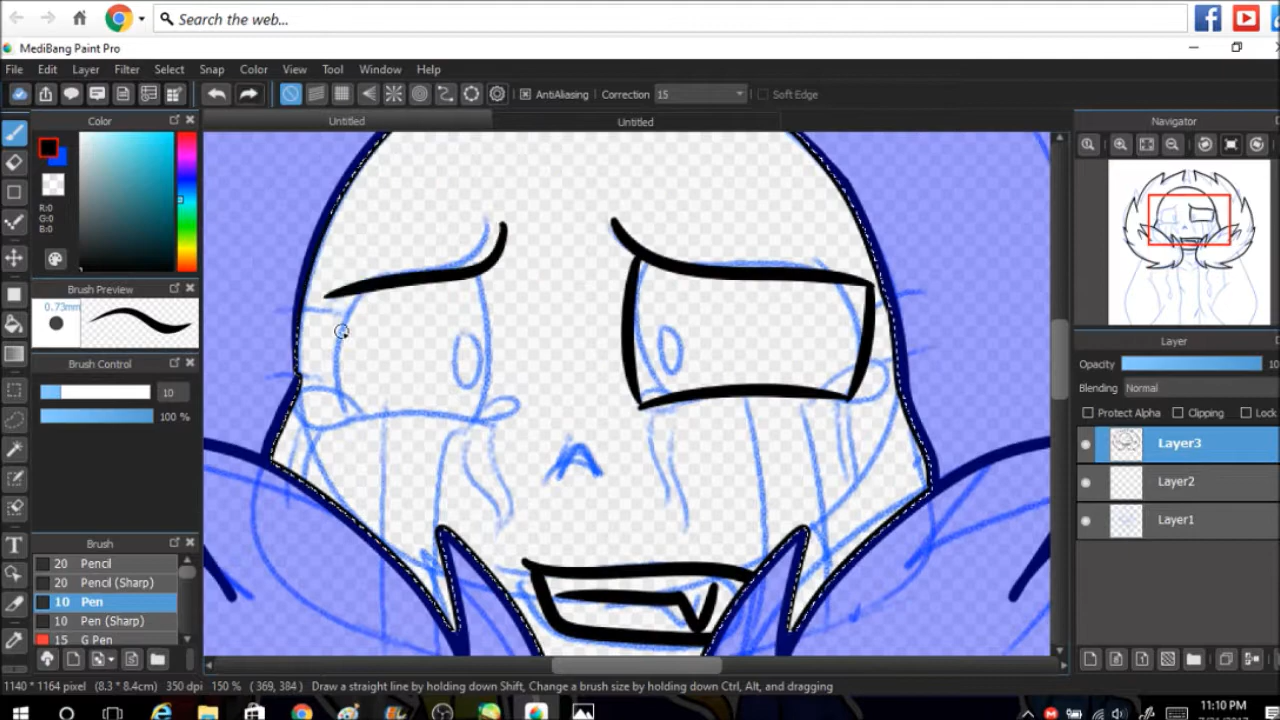 Search the web...
MediBang Paint Pro
File Edit Layer Filter Select Snap Color View Tool Window Help
AntiAliasing Correction 15 Soft Edge
Color
Untitled
Untitled
Navigator
R:0
G:0
B:0
Brush Preview
0.73mm
Brush Control
10
100 %
Layer
Opacity 10
Blending Normal
Protect Alpha Clipping Lock
Layer3
Layer2
Layer1
Brush
20 Pencil
20 Pencil (Sharp)
10 Pen
10 Pen (Sharp)
15 G Pen
1140 * 1164 pixel (8.3 * 8.4cm) 350 dpi 150 % ( 369, 384 ) Draw a straight line by holding down Shift, Change a brush size by holding down Ctrl, Alt, and dragging
11:10 PM